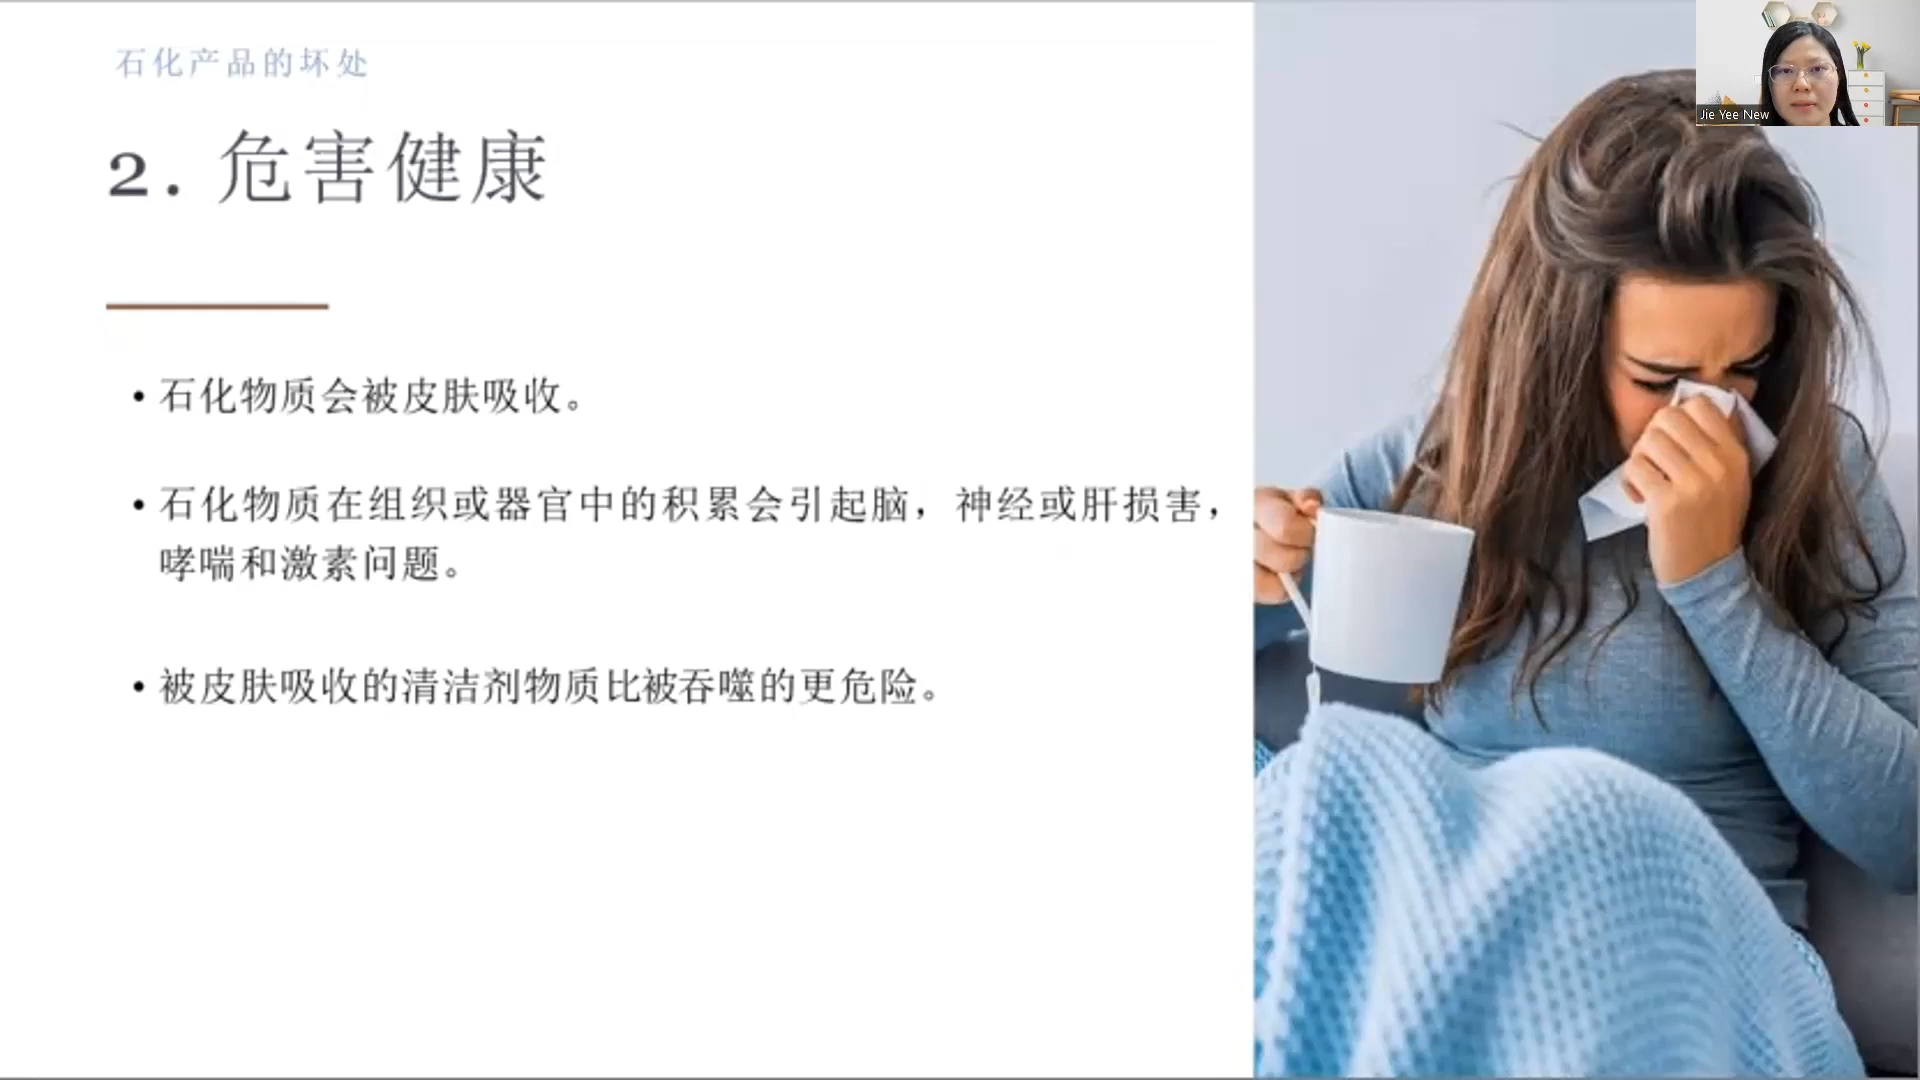 石化产品的坏处
2. 危害健康
• 石化物质会被皮肤吸收。
• 石化物质在组织或器官中的积累会引起脑，神经或肝损害，
哮喘和激素问题。
• 被皮肤吸收的清洁剂物质比被吞噬的更危险。
Jie Yee New